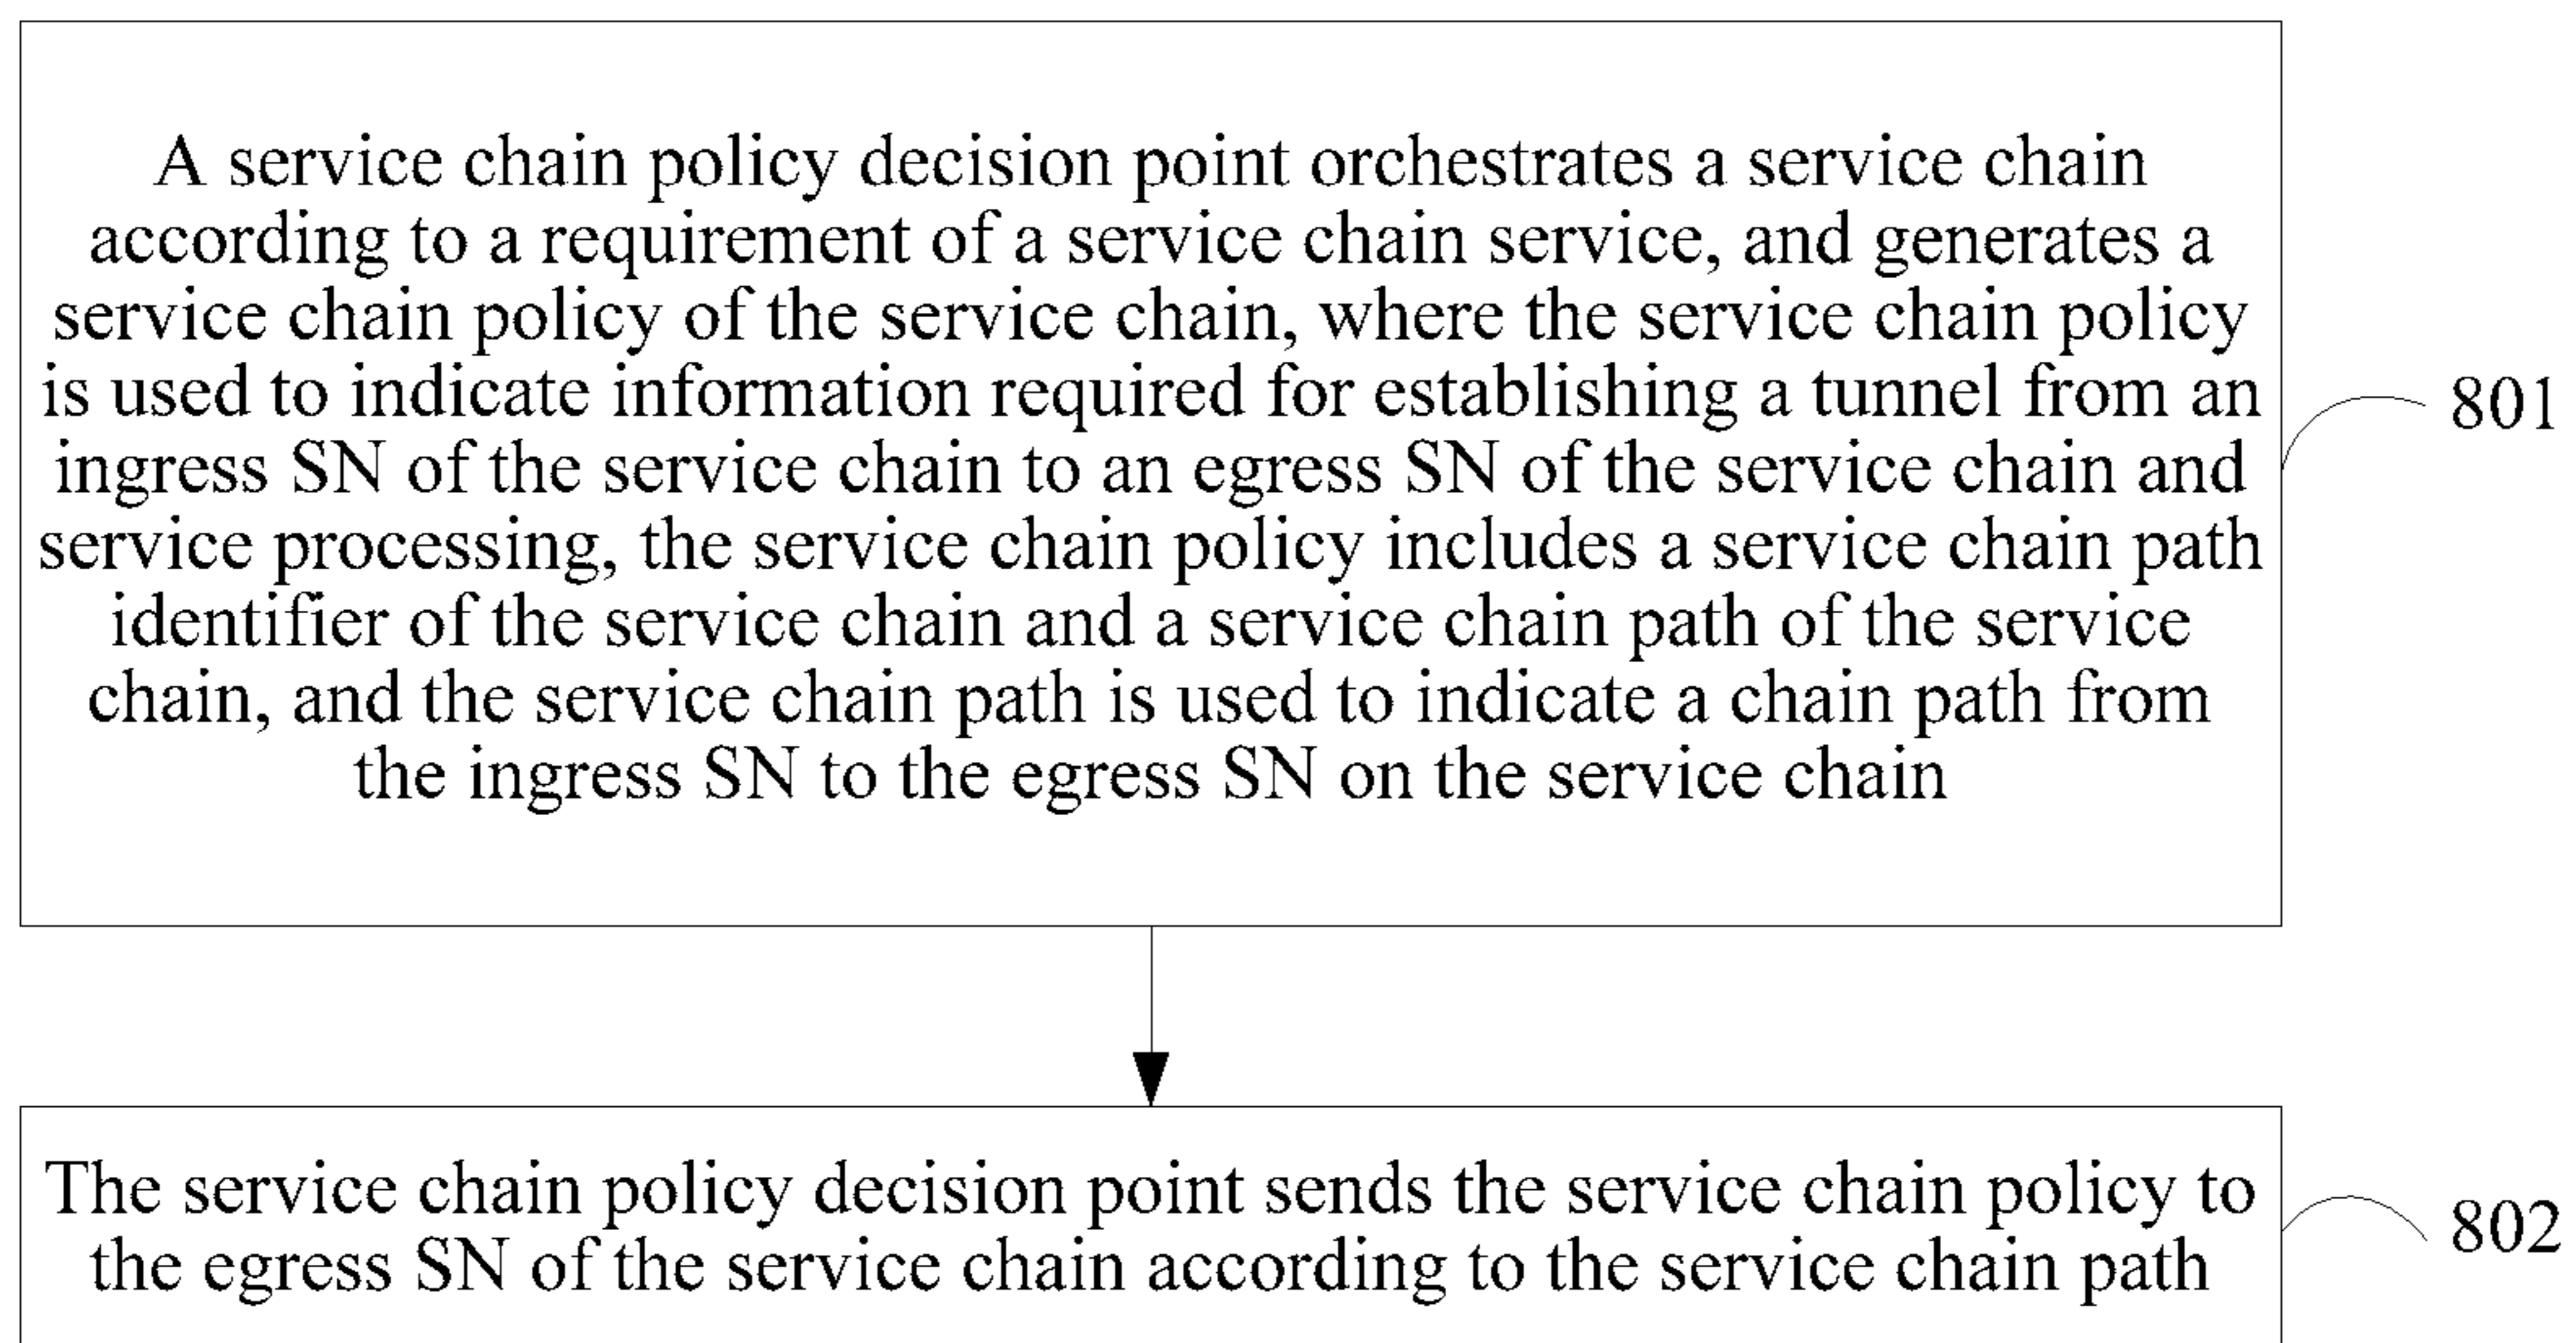 A service chain policy decision point orchestrates a service chain
according to a requirement of a service chain service, and generates a
service chain policy of the service chain, where the service chain policy
is used to indicate information required for establishing a tunnel from an
ingress SN of the service chain to an egress SN of the service chain and
service processing, the service chain policy includes a service chain path
identifier of the service chain and a service chain path of the service
chain, and the service chain path is used to indicate a chain path from
the ingress SN to the egress SN on the service chain
801
The service chain policy decision point sends the service chain policy to
the egress SN of the service chain according to the service chain path
802